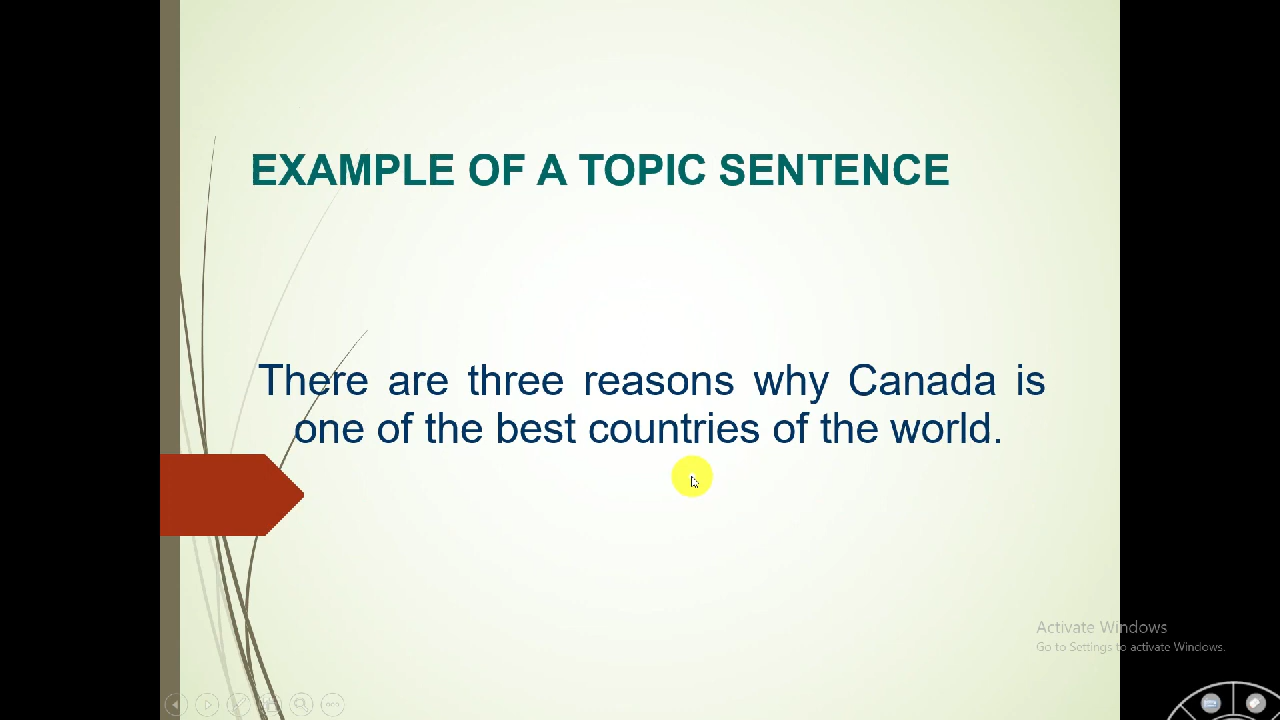 EXAMPLE OF A TOPIC SENTENCE
There are three reasons why Canada is
one of the best countries of the world.
Activate Windows
Go to Settings to activate Windows.